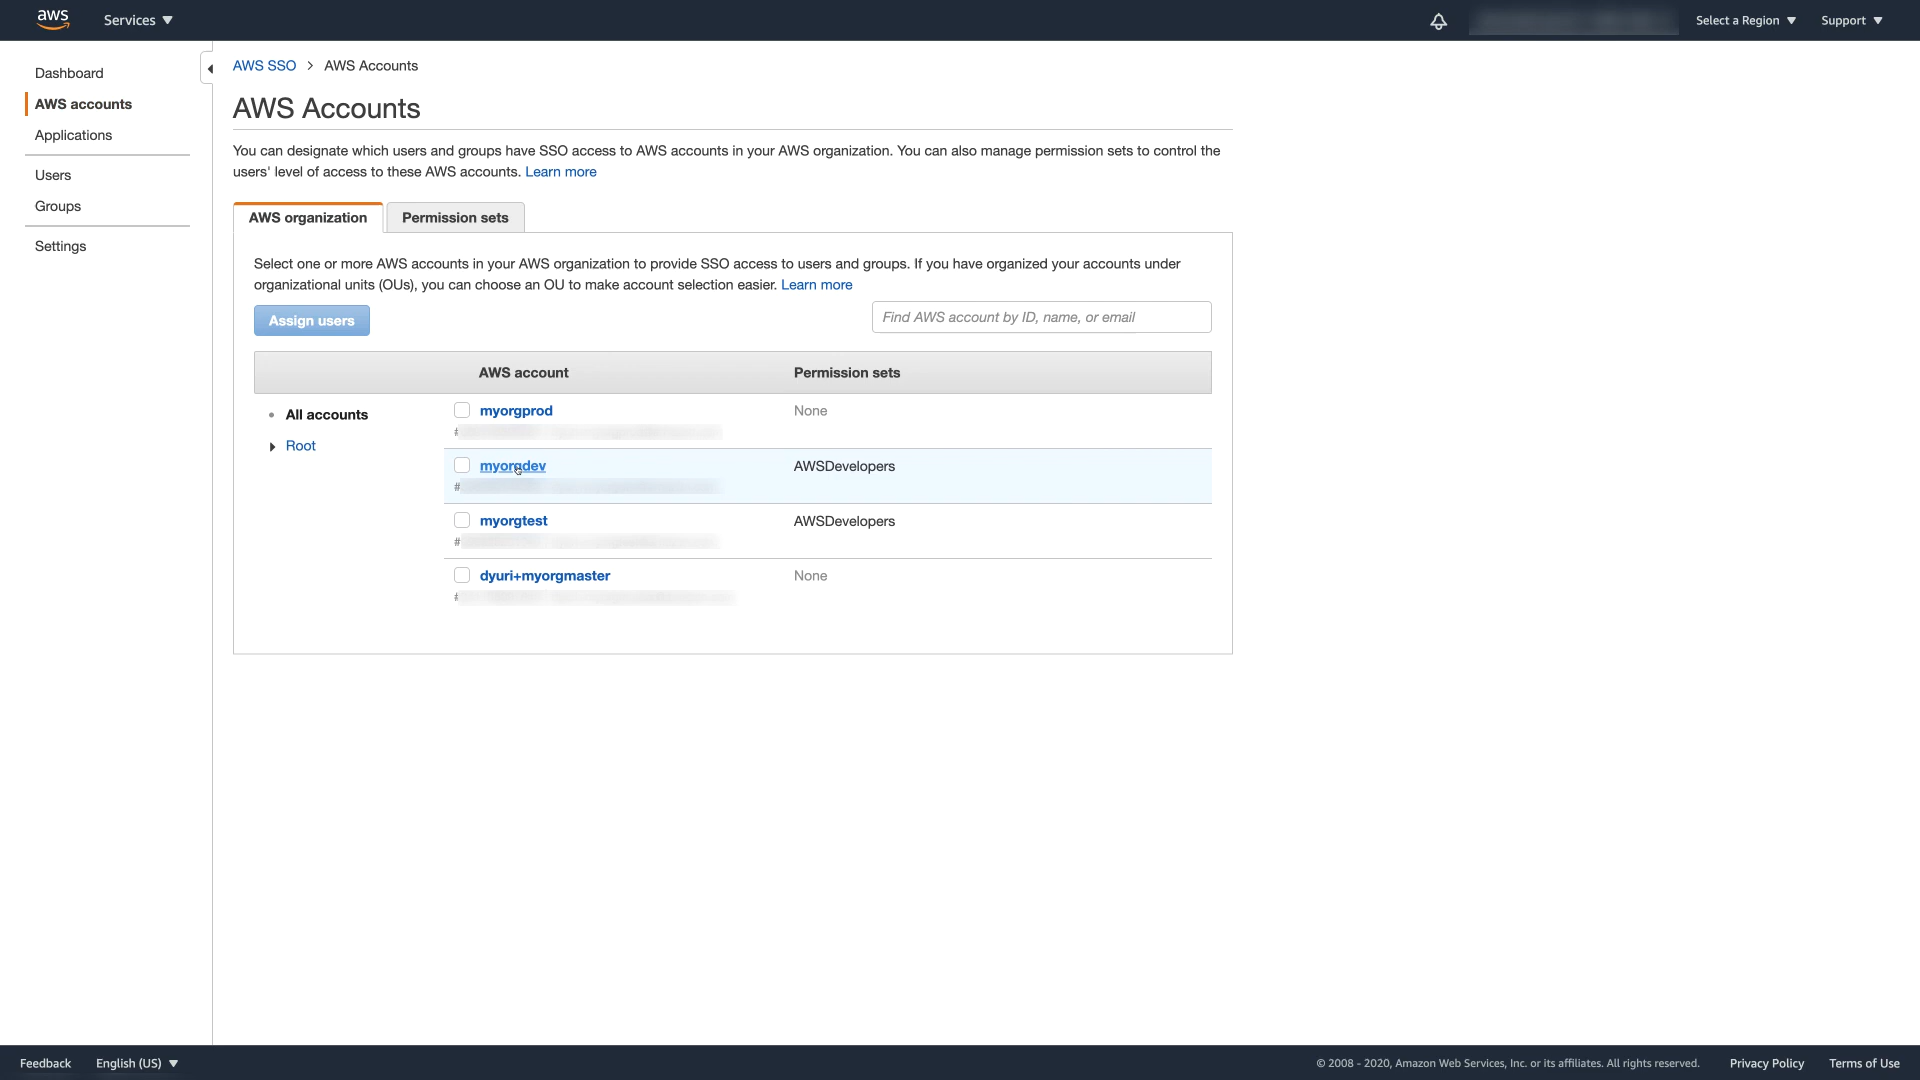 aws
Services
Select a Region
Support
Dashboard
AWS accounts
Applications
Users
Groups
Settings
AWS SSO > AWS Accounts
AWS Accounts
You can designate which users and groups have SSO access to AWS accounts in your AWS organization. You can also manage permission sets to control the
users' level of access to these AWS accounts. Learn more
AWS organization
Permission sets
Select one or more AWS accounts in your AWS organization to provide SSO access to users and groups. If you have organized your accounts under
organizational units (OUs), you can choose an OU to make account selection easier. Learn more
Assign users
Find AWS account by ID, name, or email
AWS account
Permission sets
All accounts
Root
myorgprod
None
#
myorgdev
AWSDevelopers
#
myorgtest
AWSDevelopers
#
dyuri+myorgmaster
None
#
Feedback
English (US)
© 2008 - 2020, Amazon Web Services, Inc. or its affiliates. All rights reserved.
Privacy Policy
Terms of Use